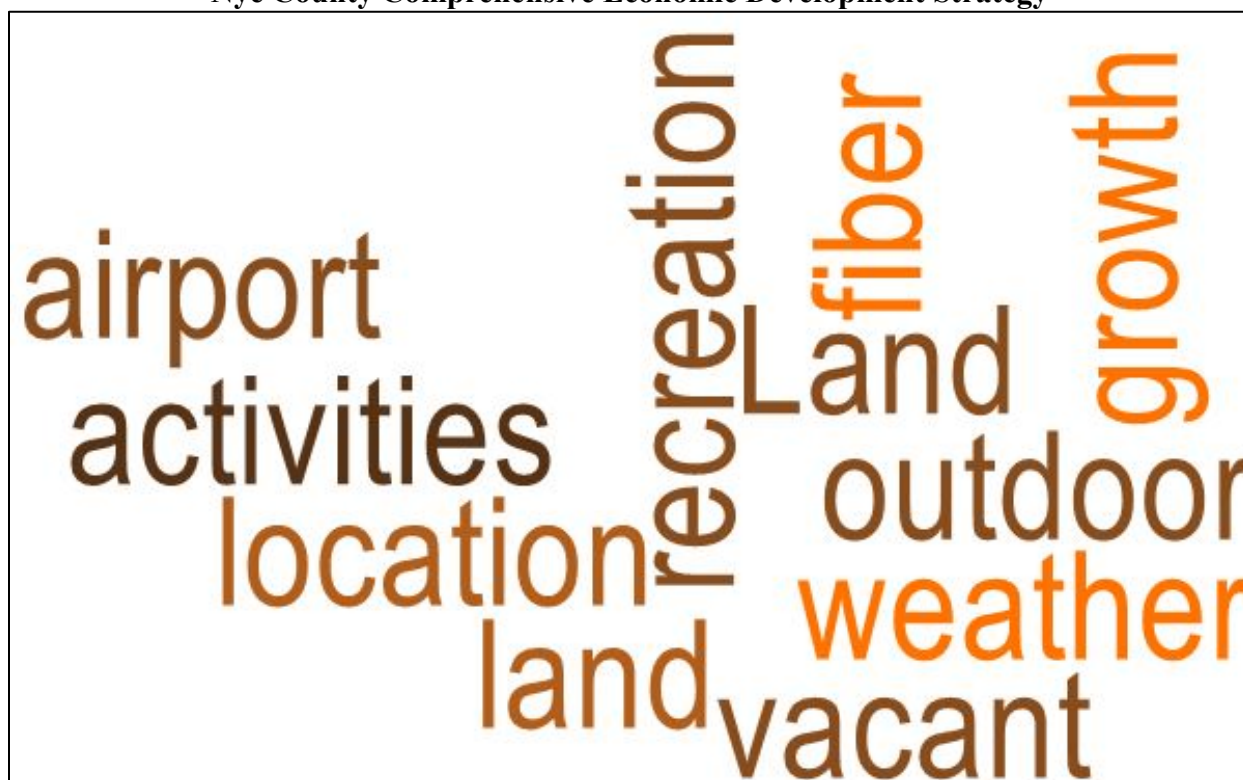 Nye County Comprehensive Economic Development Strategy
airport
activities
location
land
recreation
Land
fiber
growth
outdoor
weather
vacant